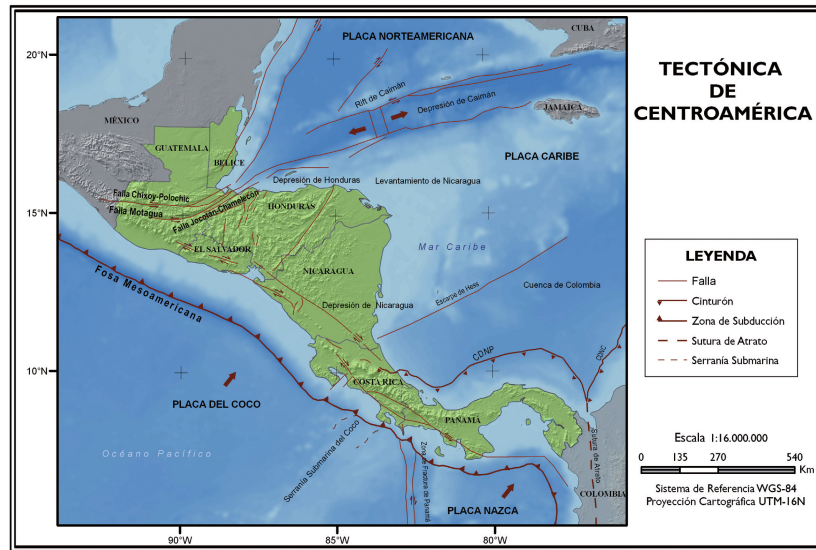 TECTÓNICA
DE
CENTROAMÉRICA
PLACA NORTEAMERICANA
CUBA
20°N
20°N
Rift de Caimán
Depresión de Caimán
JAMAICA
MÉXICO
GUATEMALA
BELICE
PLACA CARIBE
Depresión de Honduras
Levantamiento de Nicaragua
Falla Chixoy-Polochic
Falla Motagua
Falla Jocotán-Chamelecón
HONDURAS
15°N
15°N
EL SALVADOR
NICARAGUA
Mar Caribe
Fosa Mesoamericana
Depresión de Nicaragua
Escarpe de Hess
Cuenca de Colombia
CDNP
CDNC
10°N
10°N
COSTA RICA
PLACA DEL COCO
PANAMÁ
Océano Pacífico
Serranía Submarina del Coco
Zona de Fractura de Panamá
Sutura de Atrato
COLOMBIA
PLACA NAZCA
90°W
85°W
80°W
LEYENDA
Falla
Cinturón
Zona de Subducción
Sutura de Atrato
Serranía Submarina
Escala 1:16.000.000
0 135 270 540
Km
Sistema de Referencia WGS-84
Proyección Cartográfica UTM-16N